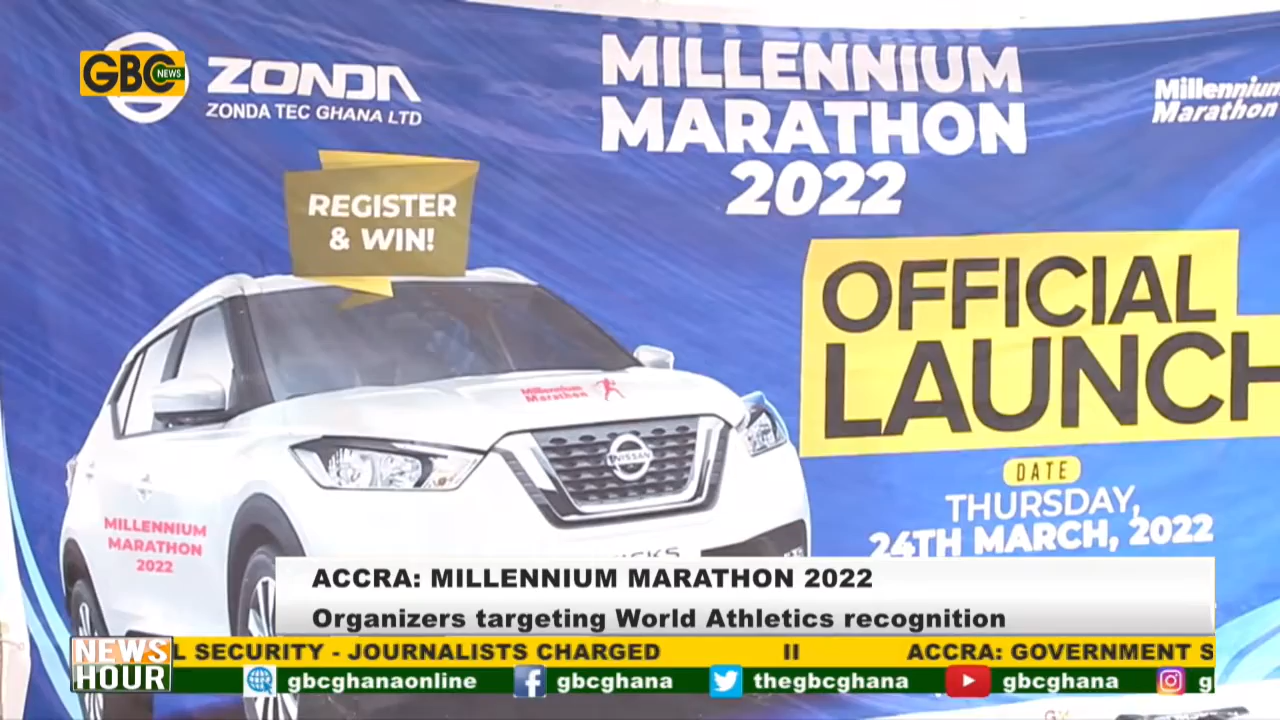 GBC NEWS
ZONDA
ZONDA TEC GHANA LTD
MILLENNIUM
MARATHON
2022
Millennium
Marathon
REGISTER
& WIN!
OFFICIAL
LAUNCH
DATE
THURSDAY,
24TH MARCH, 2022
Millennium
Marathon
NISSAN
MILLENNIUM
MARATHON
2022
ACCRA: MILLENNIUM MARATHON 2022
Organizers targeting World Athletics recognition
NEWS
HOUR
L SECURITY - JOURNALISTS CHARGED II ACCRA: GOVERNMENT S
gbcghanaonline gbcghana thegbcghana gbcghana g